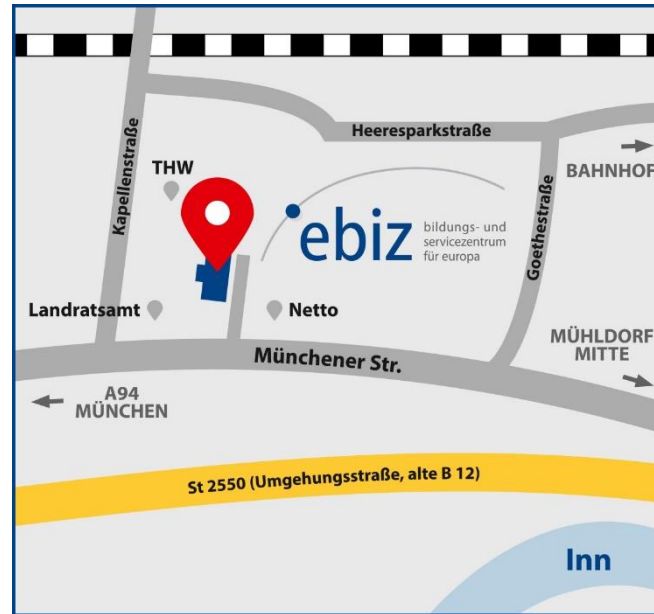 Heeresparkstraße
Kapellenstraße
THW
BAHNHOF
Goethestraße
ebiz
bildungs- und
servicezentrum
für europa
Landratsamt
Netto
Münchener Str.
MÜHLDORF
MITTE
A94
MÜNCHEN
St 2550 (Umgehungsstraße, alte B 12)
Inn